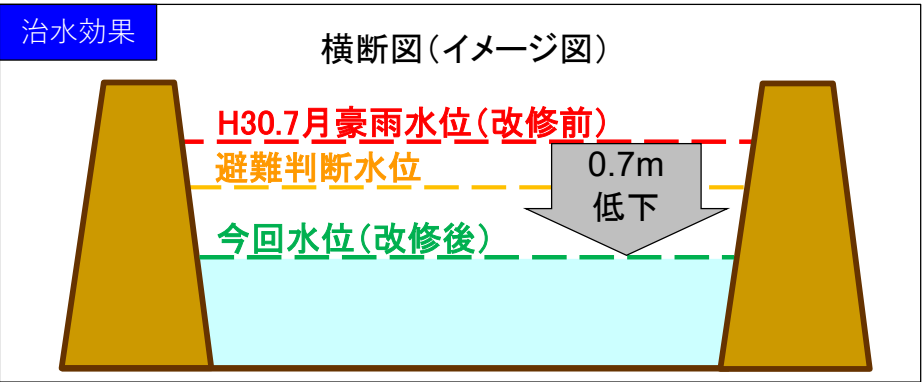 治水効果
横断図(イメージ図)
H30.7月豪雨水位(改修前)
避難判断水位
0.7m
低下
今回水位(改修後)